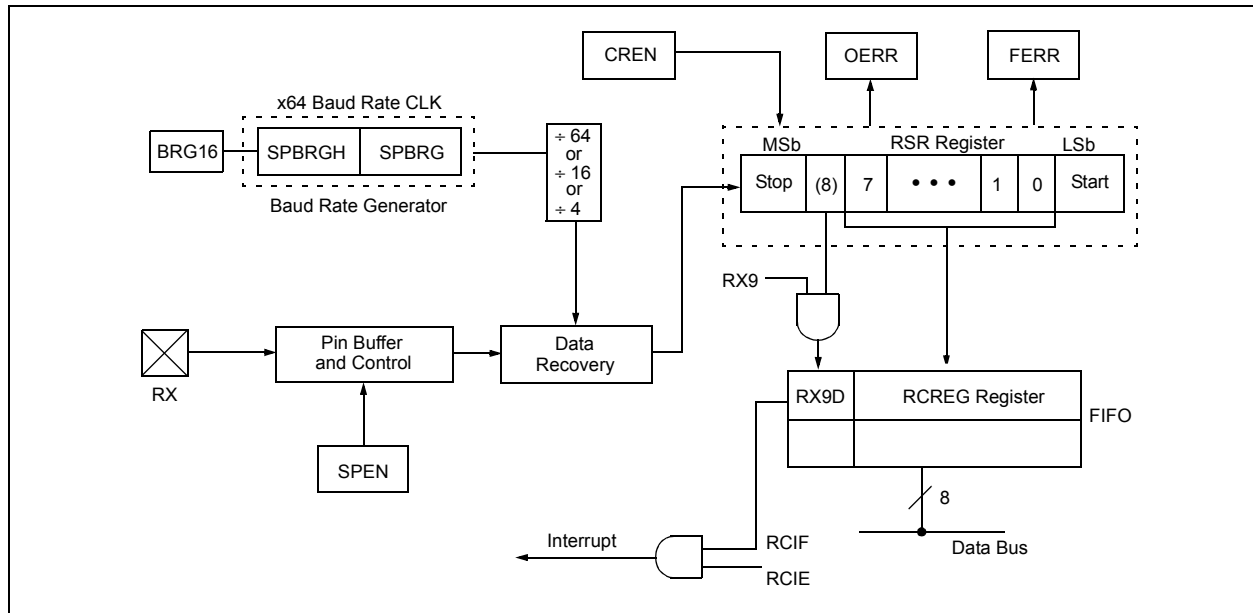 CREN
OERR
FERR
x64 Baud Rate CLK
BRG16
SPBRGH
SPBRG
Baud Rate Generator
÷ 64
or
÷ 16
or
÷ 4
MSb
RSR Register
LSb
Stop
(8)
7
• • •
1
0
Start
RX9
RX
Pin Buffer
and Control
Data
Recovery
SPEN
RX9D
RCREG Register
FIFO
8
Data Bus
Interrupt
RCIF
RCIE